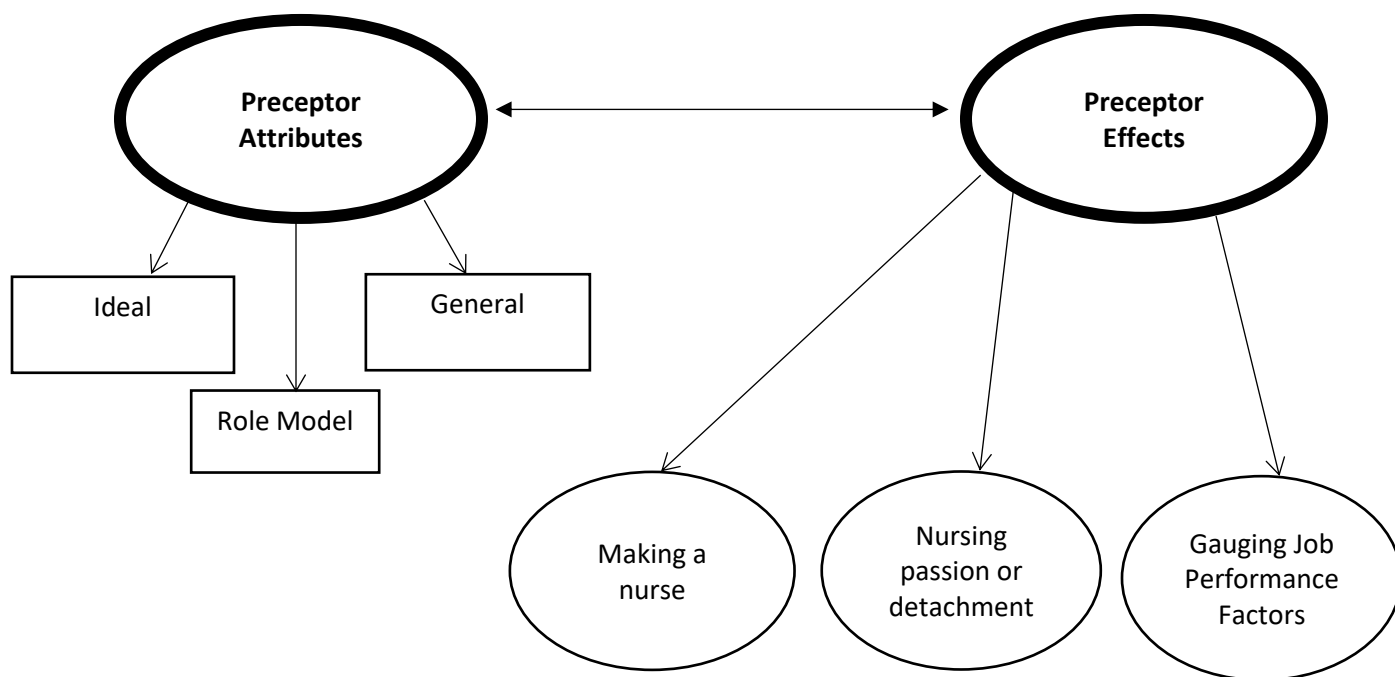 Preceptor
Attributes
Preceptor
Effects
Ideal
General
Role Model
Making a
nurse
Nursing
passion or
detachment
Gauging Job
Performance
Factors